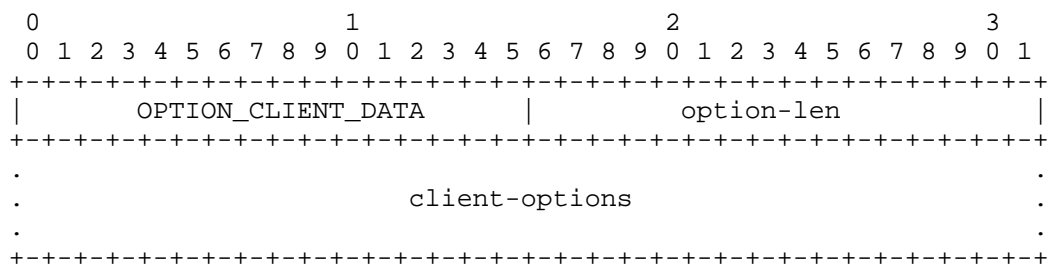 0                   1                   2                   3
 0 1 2 3 4 5 6 7 8 9 0 1 2 3 4 5 6 7 8 9 0 1 2 3 4 5 6 7 8 9 0 1
+-+-+-+-+-+-+-+-+-+-+-+-+-+-+-+-+-+-+-+-+-+-+-+-+-+-+-+-+-+-+-+-+
|       OPTION_CLIENT_DATA      |         option-len            |
+-+-+-+-+-+-+-+-+-+-+-+-+-+-+-+-+-+-+-+-+-+-+-+-+-+-+-+-+-+-+-+-+
.                                                               .
.                        client-options                         .
.                                                               .
+-+-+-+-+-+-+-+-+-+-+-+-+-+-+-+-+-+-+-+-+-+-+-+-+-+-+-+-+-+-+-+-+